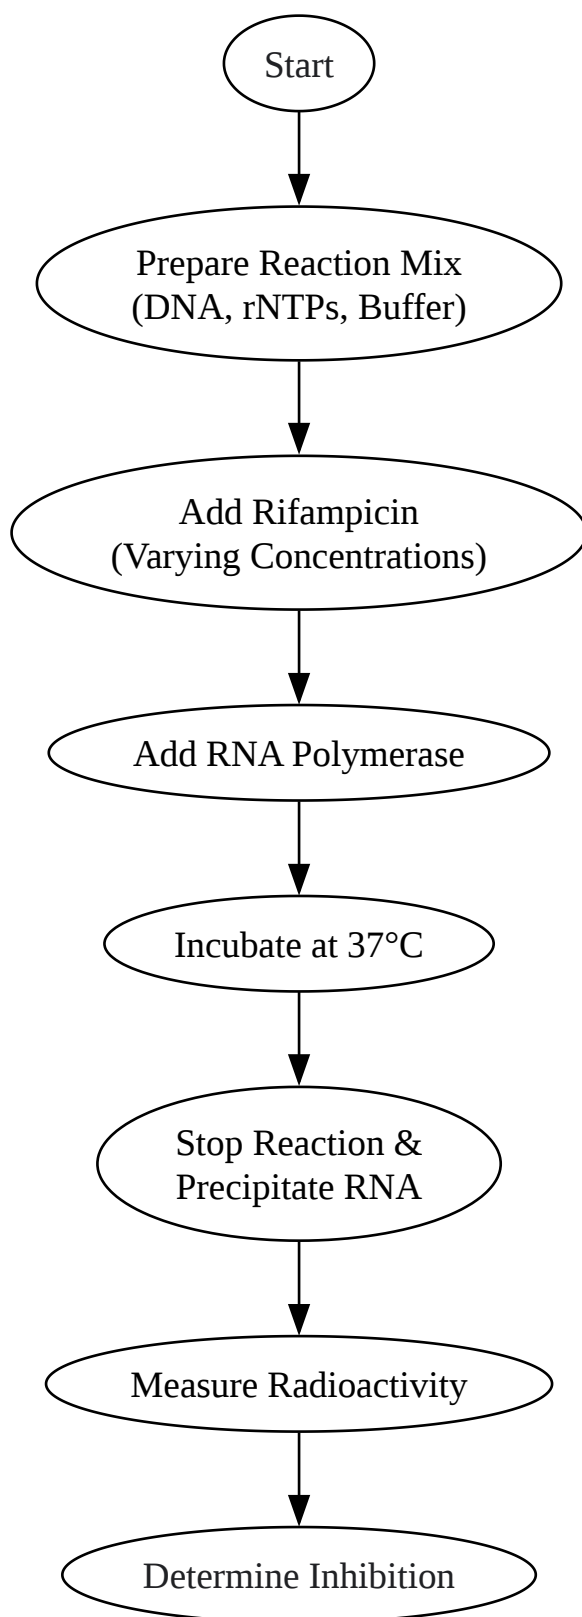 Start
Prepare Reaction Mix
(DNA, rNTPs, Buffer)
Add Rifampicin
(Varying Concentrations)
Add RNA Polymerase
Incubate at 37°C
Stop Reaction &
Precipitate RNA
Measure Radioactivity
Determine Inhibition